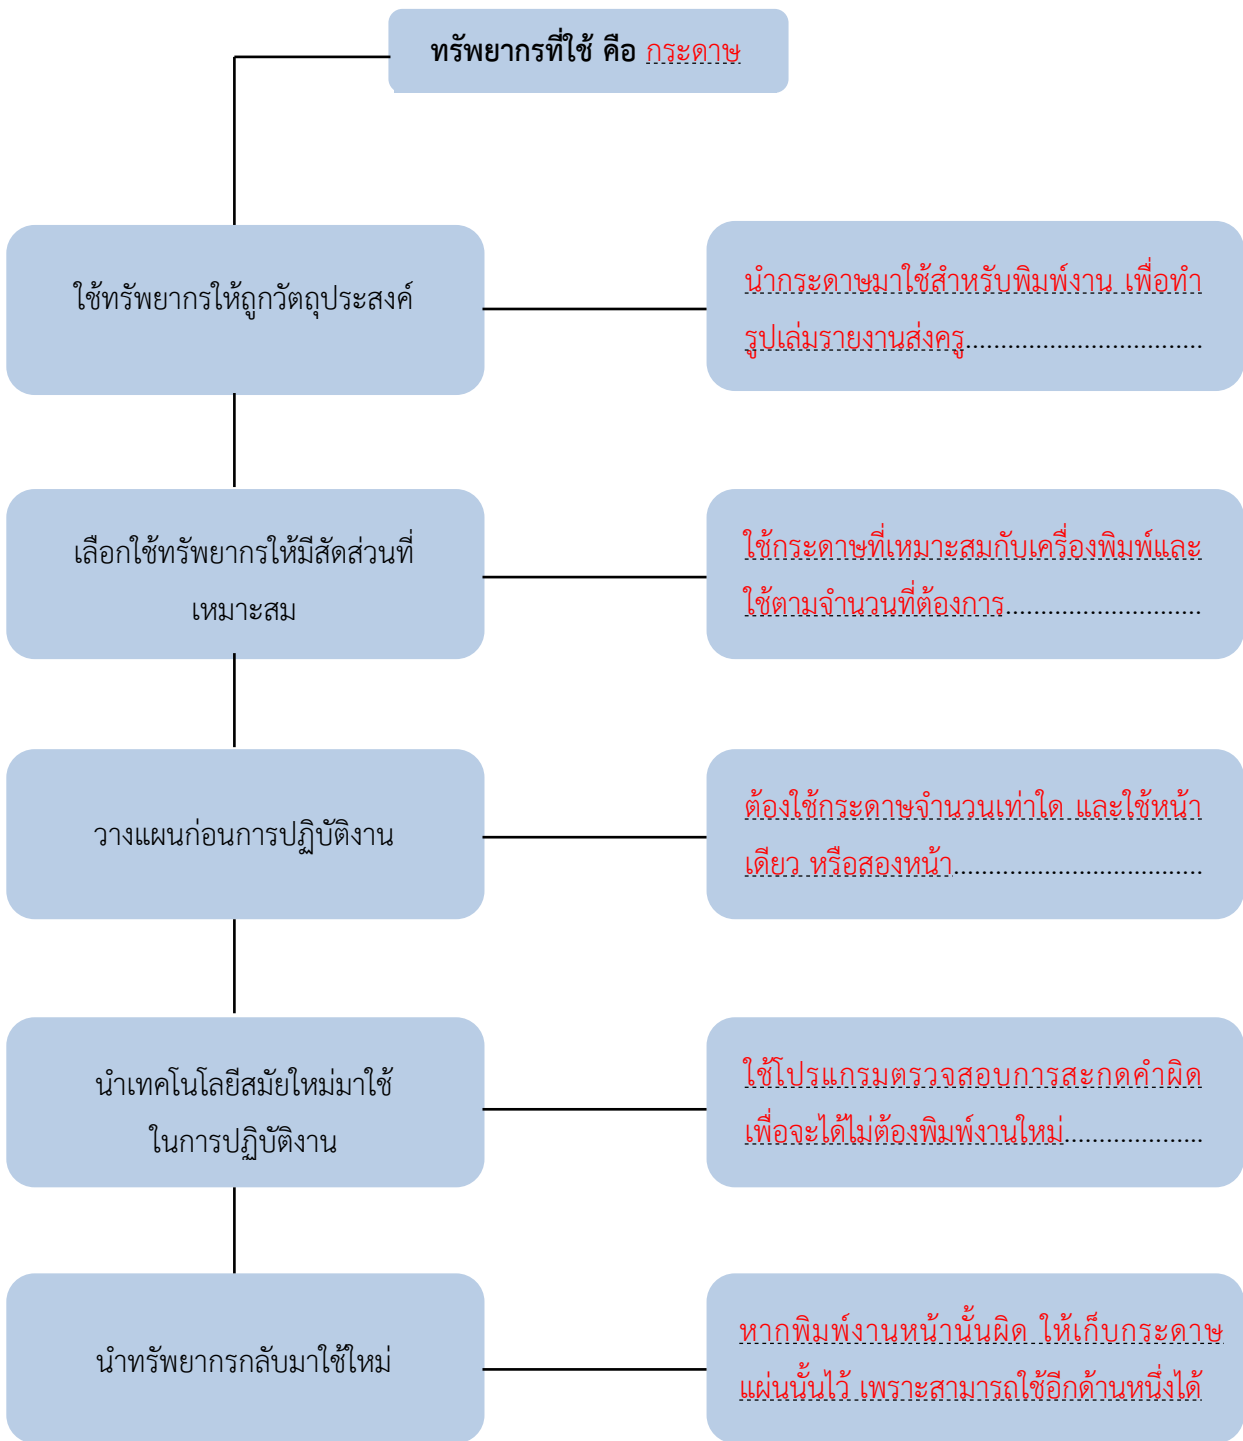 ทรัพยากรที่ใช้ คือ กระดาษ
ใช้ทรัพยากรให้ถูกวัตถุประสงค์
นำกระดาษมาใช้สำหรับพิมพ์งาน เพื่อทำ
รูปเล่มรายงานส่งครู.................................
เลือกใช้ทรัพยากรให้มีสัดส่วนที่
เหมาะสม
ใช้กระดาษที่เหมาะสมกับเครื่องพิมพ์และ
ใช้ตามจำนวนที่ต้องการ...........................
วางแผนก่อนการปฏิบัติงาน
ต้องใช้กระดาษจำนวนเท่าใด และใช้หน้า
เดียว หรือสองหน้า....................................
นำเทคโนโลยีสมัยใหม่มาใช้
ในการปฏิบัติงาน
ใช้โปรแกรมตรวจสอบการสะกดคำผิด
เพื่อจะได้ไม่ต้องพิมพ์งานใหม่....................
นำทรัพยากรกลับมาใช้ใหม่
หากพิมพ์งานหน้านั้นผิด ให้เก็บกระดาษ
แผ่นนั้นไว้ เพราะสามารถใช้อีกด้านหนึ่งได้